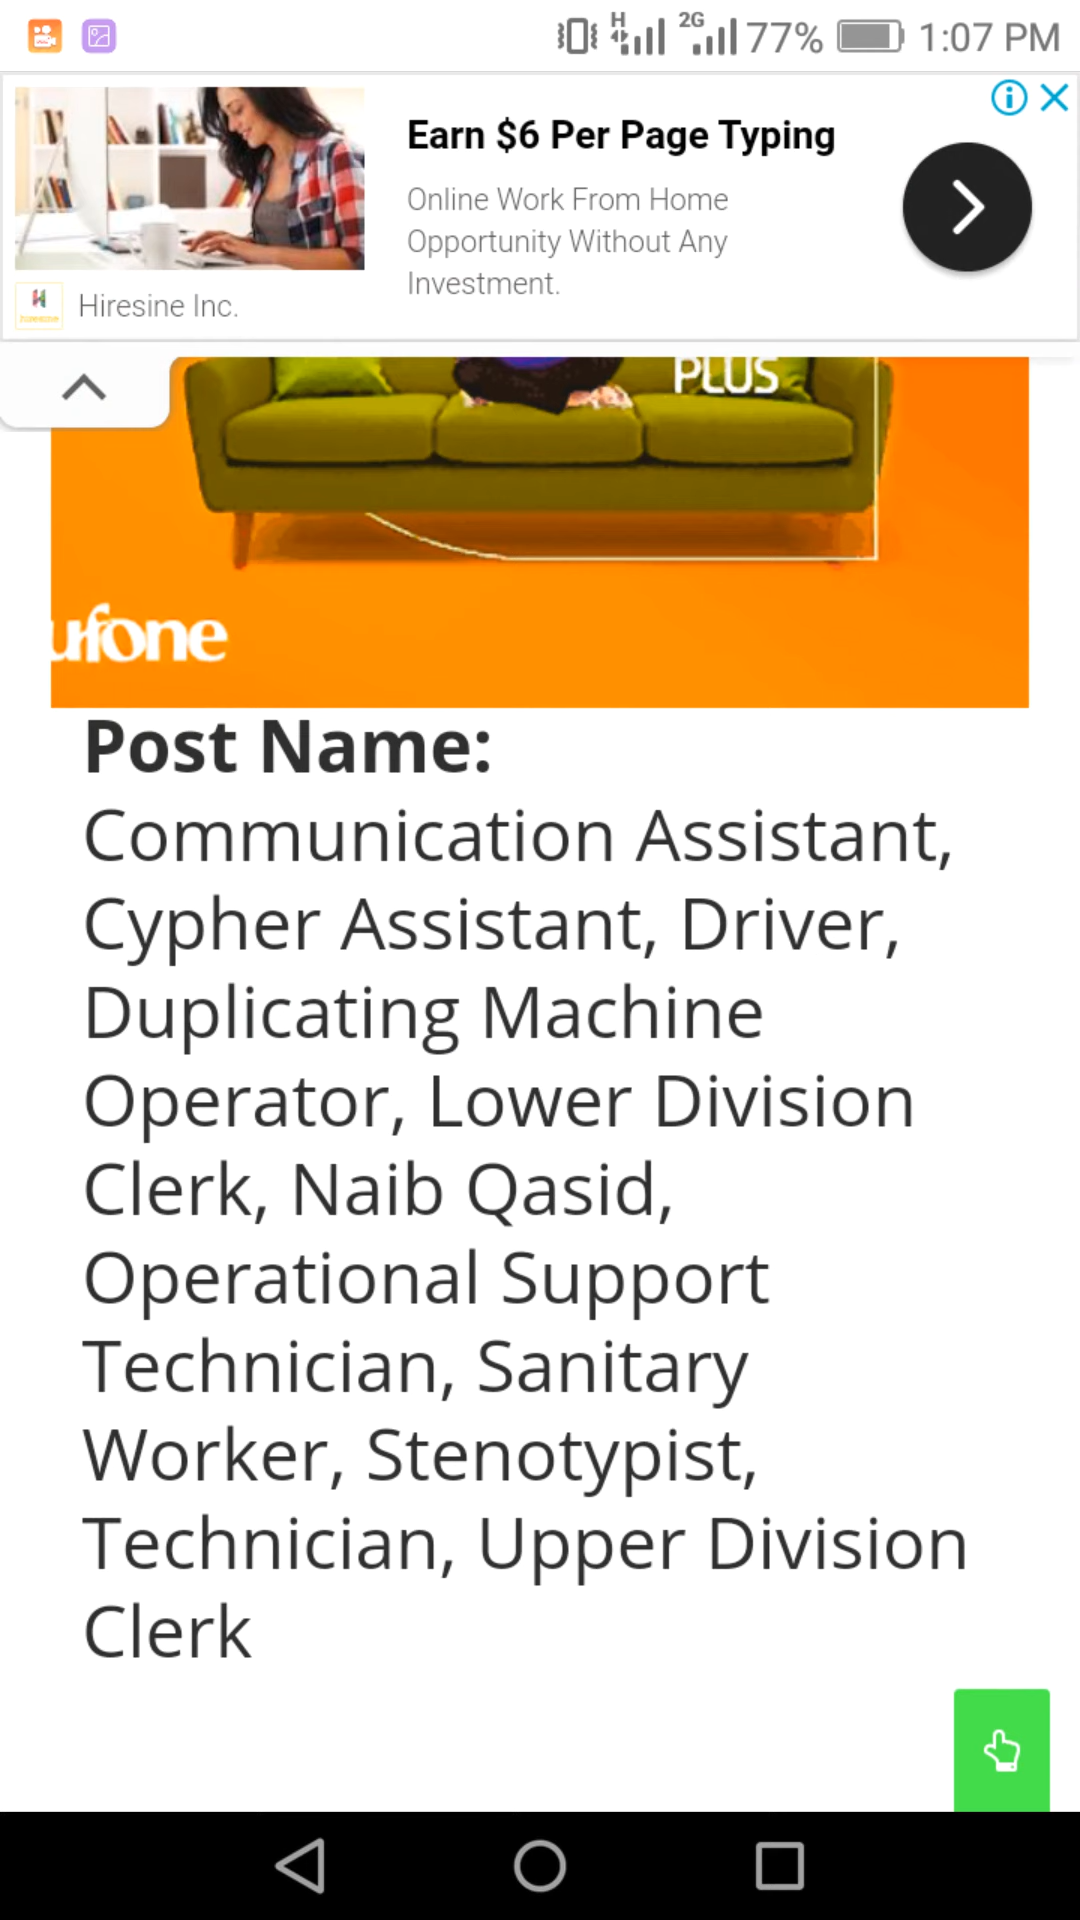 H 2G 77% 1:07 PM
Earn $6 Per Page Typing
Online Work From Home
Opportunity Without Any
Investment.
Hiresine Inc.
PLUS
ufone
Post Name:
Communication Assistant,
Cypher Assistant, Driver,
Duplicating Machine
Operator, Lower Division
Clerk, Naib Qasid,
Operational Support
Technician, Sanitary
Worker, Stenotypist,
Technician, Upper Division
Clerk